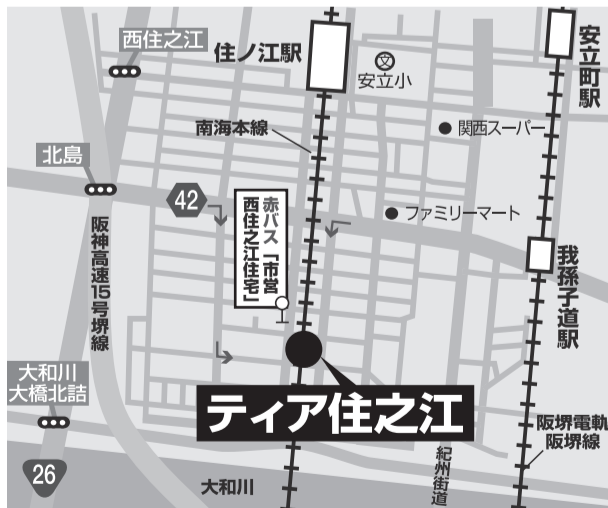 西住之江
住ノ江駅
文
安立小
安立町駅
南海本線
関西スーパー
北島
42
赤バス「市営
西住之江住宅」
ファミリーマート
阪神高速15号堺線
我孫子道駅
大和川
大橋北詰
ティア住之江
阪堺電軌
阪堺線
26
大和川
紀州街道